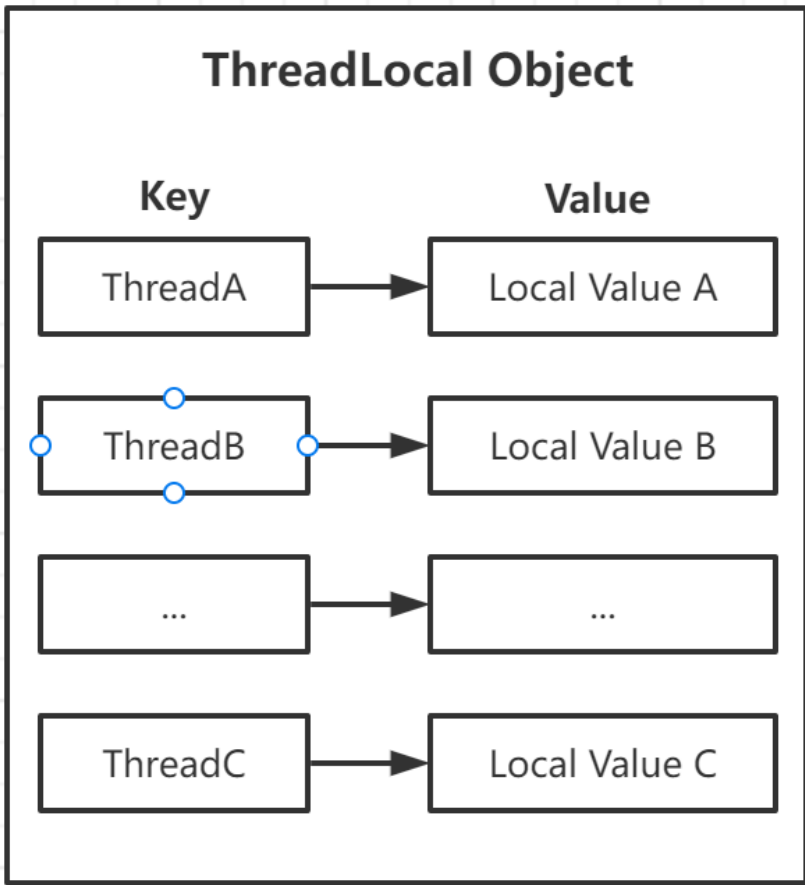 ThreadLocal Object
Key Value
ThreadA Local Value A
ThreadB Local Value B
... ...
ThreadC Local Value C